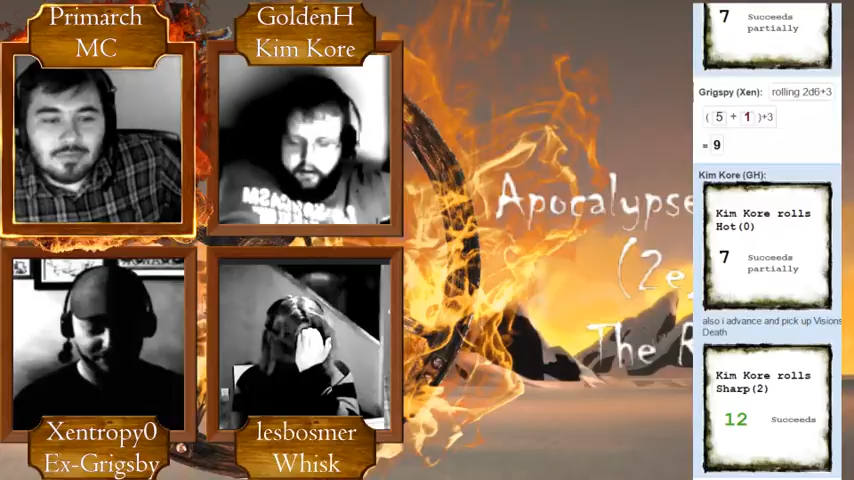 Primarch
MC
GoldenH
Kim Kore
Xentropy0
Ex-Grigsby
lesbosmer
Whisk
Apocalypse
(2e
The R
7 Succeeds
partially
Grigspy (Xen): rolling 2d6+3
( 5 + 1 )+3
= 9
Kim Kore (GH):
Kim Kore rolls
Hot(0)
7 Succeeds
partially
also i advance and pick up Visions
Death
Kim Kore rolls
Sharp(2)
12 Succeeds